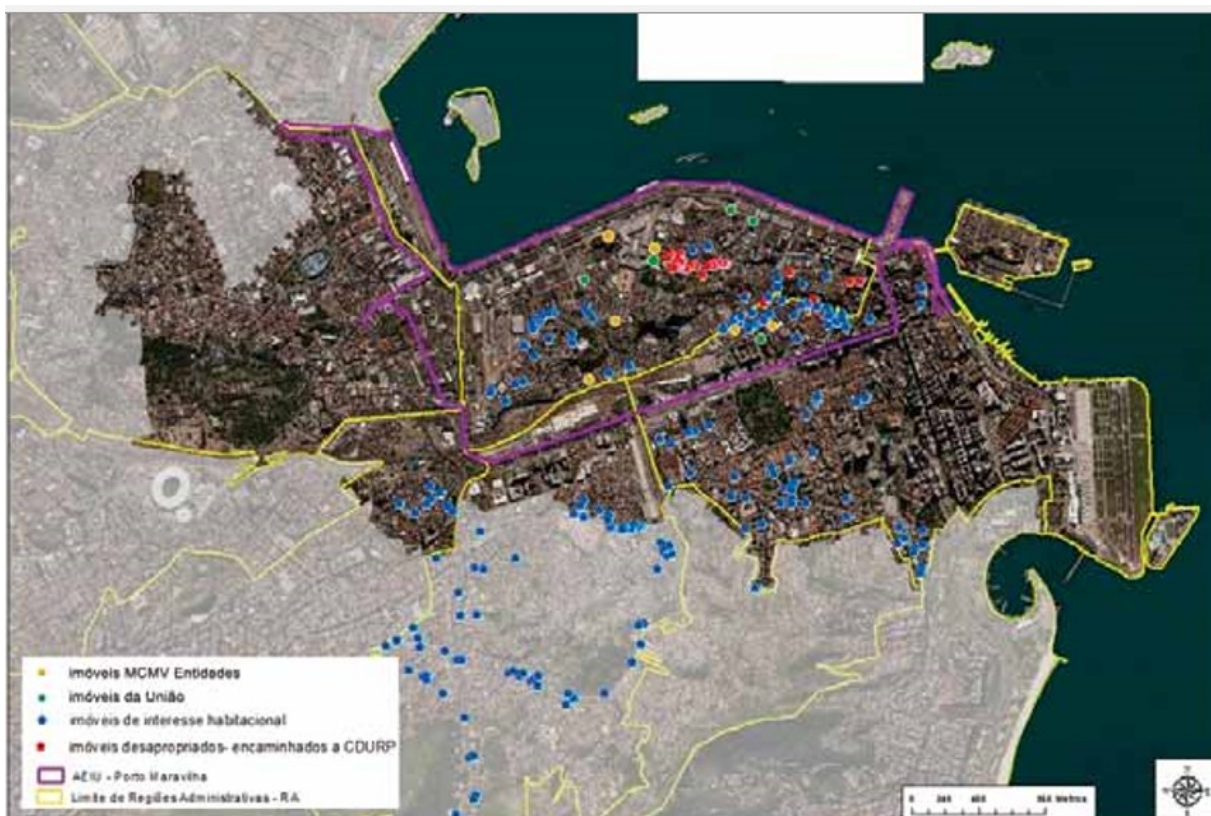 imóveis MCMV Entidades
imóveis da União
imóveis de interesse habitacional
imóveis desapropriados- encaminhados a CDURP
AEIU - Porto Maravilha
Limite de Regiões Administrativas - RA
0
Metros